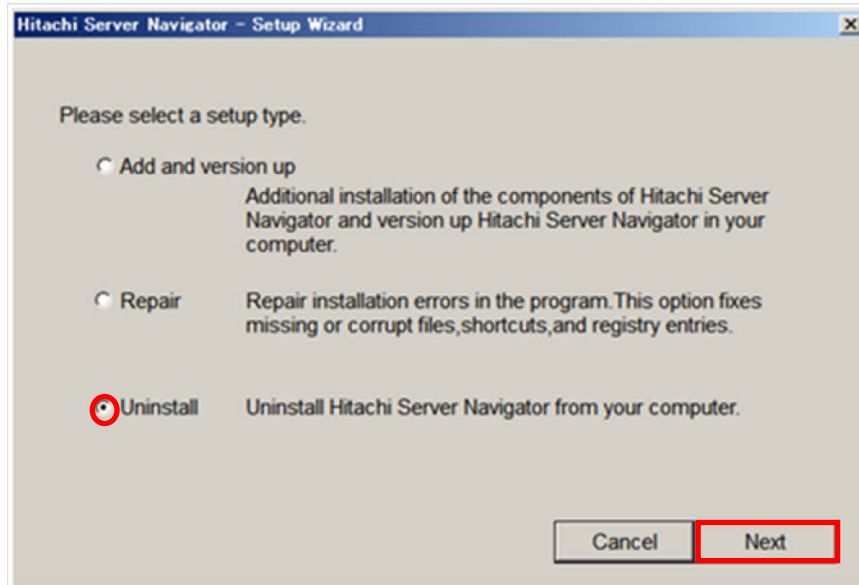 Hitachi Server Navigator - Setup Wizard
Please select a setup type.
Add and version up
Additional installation of the components of Hitachi Server
Navigator and version up Hitachi Server Navigator in your
computer.
Repair
Repair installation errors in the program.This option fixes
missing or corrupt files,shortcuts,and registry entries.
Uninstall
Uninstall Hitachi Server Navigator from your computer.
Cancel
Next